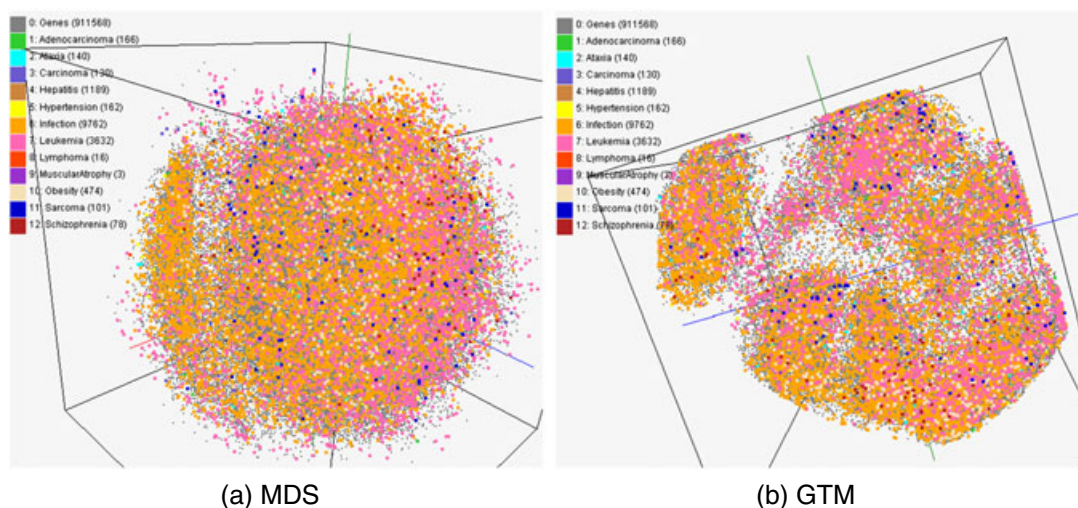 0: Genes (911568)
1: Adenocarcinoma (166)
2: Ataxia (140)
3: Carcinoma (130)
4: Hepatitis (1189)
5: Hypertension (162)
6: Infection (9762)
7: Leukemia (3632)
8: Lymphoma (16)
9: MuscularAtrophy (3)
10: Obesity (474)
11: Sarcoma (101)
12: Schizophrenia (78)
(a) MDS
0: Genes (911568)
1: Adenocarcinoma (166)
2: Ataxia (140)
3: Carcinoma (130)
4: Hepatitis (1189)
5: Hypertension (162)
6: Infection (9762)
7: Leukemia (3632)
8: Lymphoma (16)
9: MuscularAtrophy (3)
10: Obesity (474)
11: Sarcoma (101)
12: Schizophrenia (78)
(b) GTM